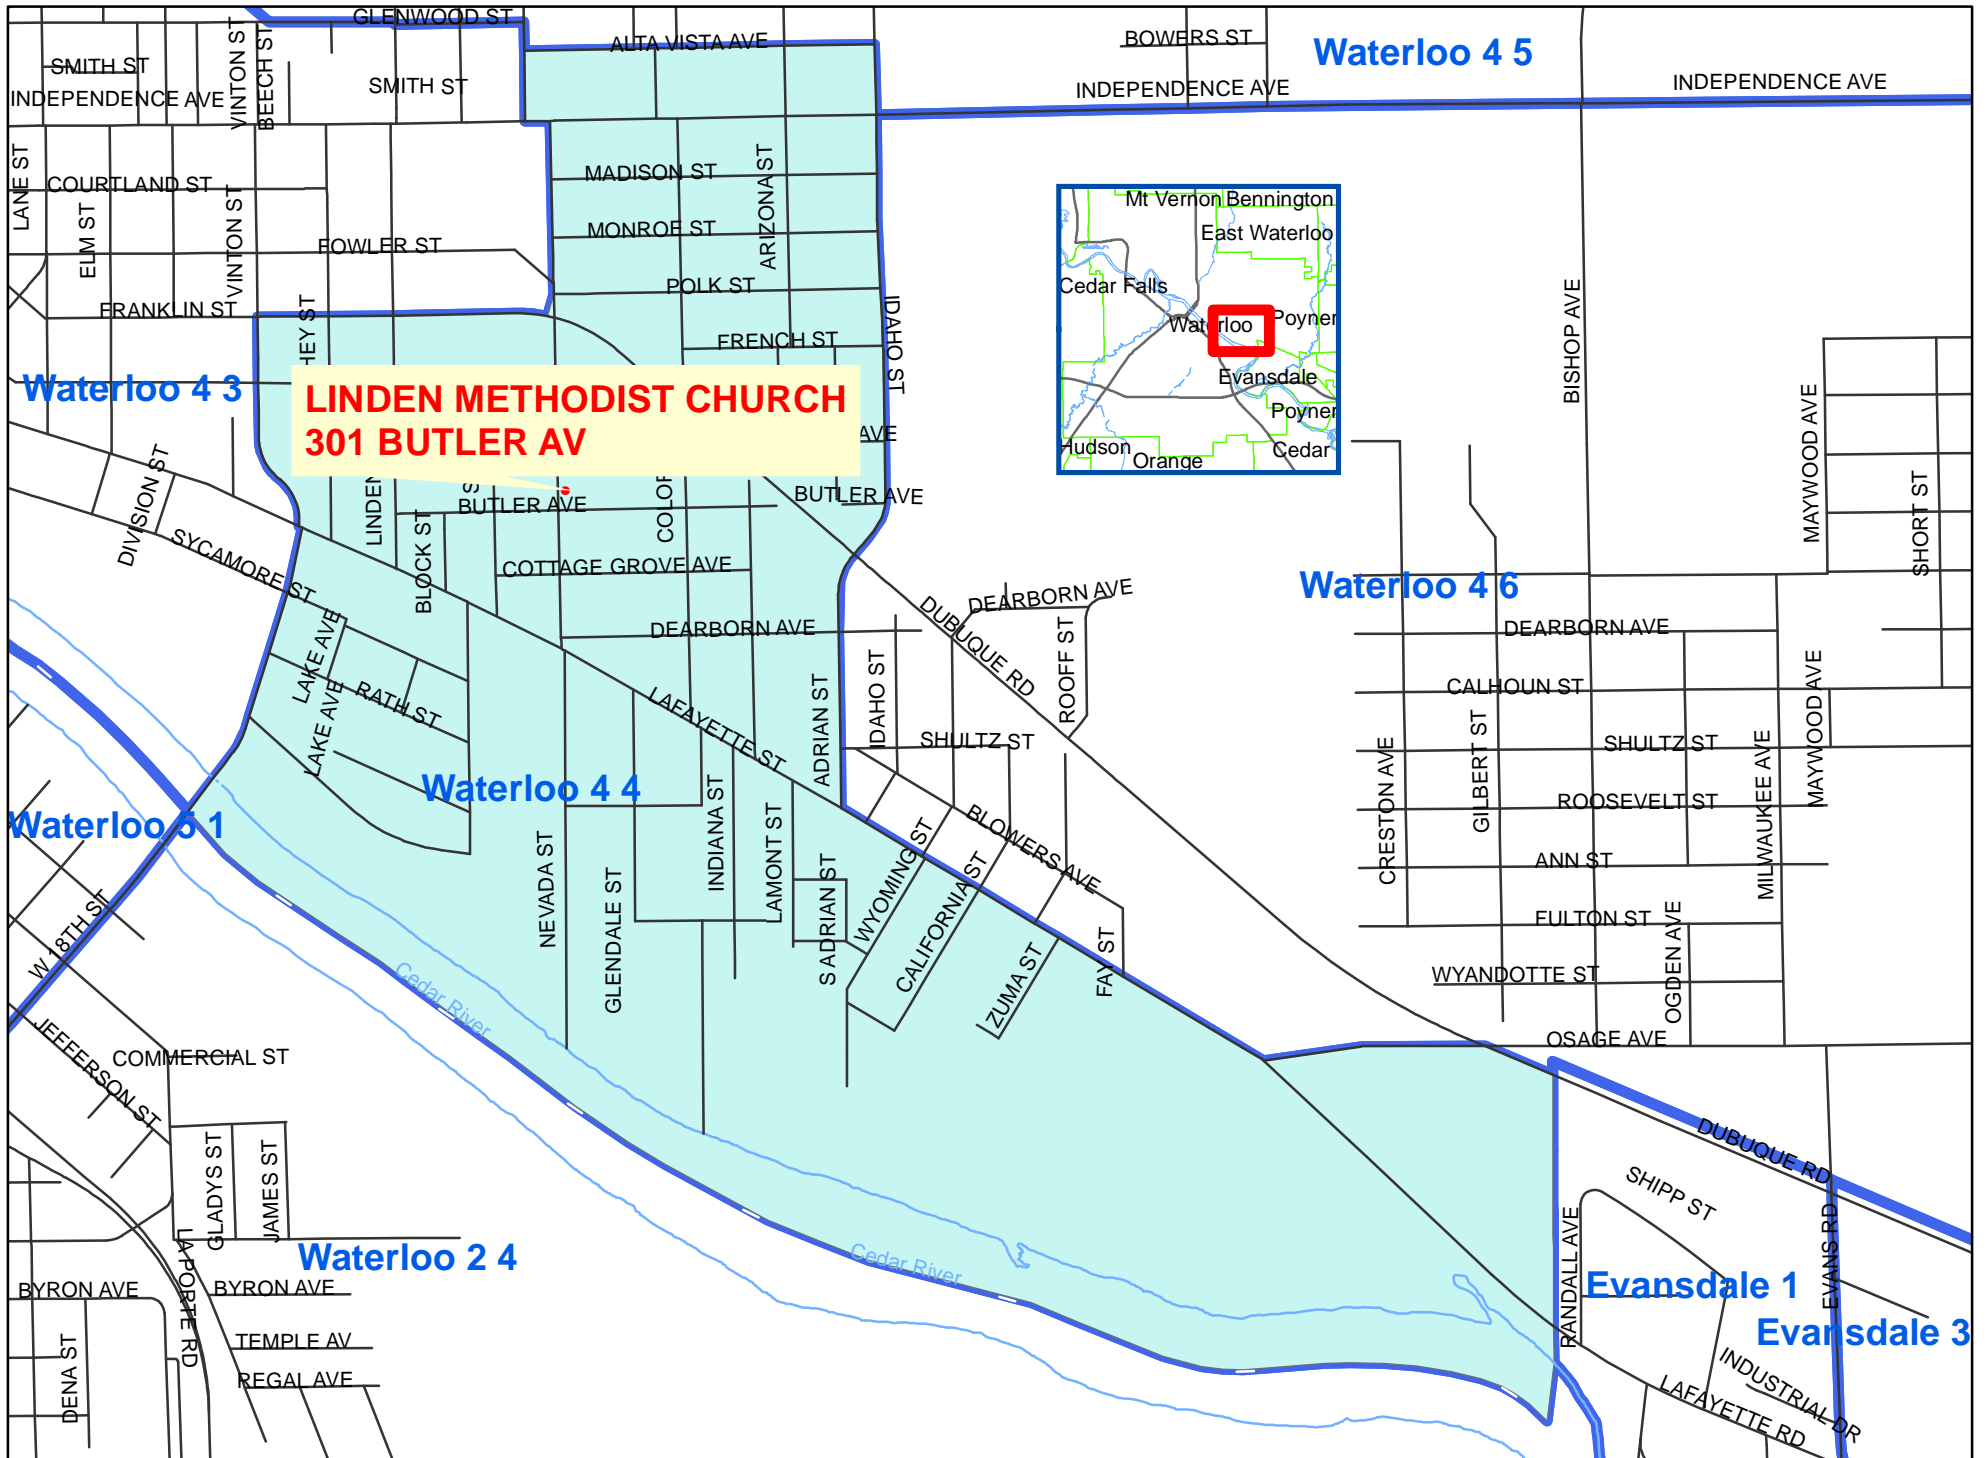 GLENWOOD ST
ALTA VISTA AVE
BOWERS ST
Waterloo 4 5
SMITH ST
VINTON ST
BEECH ST
SMITH ST
INDEPENDENCE AVE
INDEPENDENCE AVE
INDEPENDENCE AVE
LANE ST
COURTLAND ST
MADISON ST
ARIZONA ST
ELM ST
VINTON ST
FOWLER ST
MONROE ST
POLK ST
FRANKLIN ST
HEY ST
FRENCH ST
IDAHO ST
Mt Vernon
Bennington
East Waterloo
Cedar Falls
Waterloo
Poyner
Evansdale
Poyner
Hudson
Orange
Cedar
BISHOP AVE
MAYWOOD AVE
SHORT ST
Waterloo 4 3
LINDEN METHODIST CHURCH
301 BUTLER AV
AVE
DIVISION ST
LINDEN
S
BUTLER AVE
COLOR
BUTLER AVE
BLOCK ST
SYCAMORE ST
COTTAGE GROVE AVE
Waterloo 4 6
DEARBORN AVE
DEARBORN AVE
DUBUQUE RD
DEARBORN AVE
LAKE AVE
RATH ST
LAKE AVE
LAFAYETTE ST
ADRIAN ST
IDAHO ST
ROOFF ST
CALHOUN ST
MAYWOOD AVE
SHULTZ ST
SHULTZ ST
GILBERT ST
CRESTON AVE
MILWAUKEE AVE
Waterloo 4 4
Waterloo 5 1
ROOSEVELT ST
BLOWERS AVE
NEVADA ST
GLENDALE ST
INDIANA ST
LAMONT ST
S ADRIAN ST
WYOMING ST
CALIFORNIA ST
ZUMA ST
FAY ST
ANN ST
FULTON ST
OGDEN AVE
WYANDOTTE ST
OSAGE AVE
W 18TH ST
Cedar River
JEFFERSON ST
COMMERCIAL ST
GLADYS ST
JAMES ST
DUBUQUE RD
SHIPP ST
RANDALL AVE
EVANS RD
Waterloo 2 4
Cedar River
LA PORTE RD
BYRON AVE
BYRON AVE
Evansdale 1
Evansdale 3
TEMPLE AV
REGAL AVE
DENA ST
INDUSTRIAL DR
LAFAYETTE RD